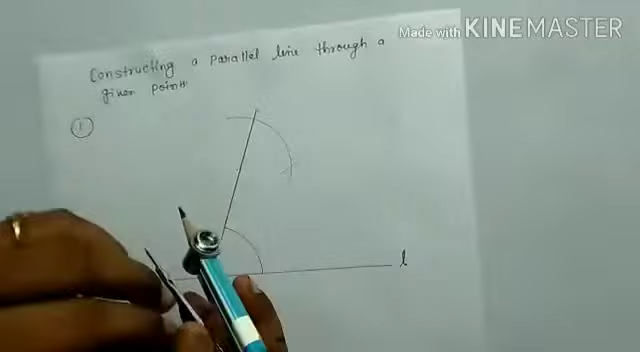 Made with KINEMASTER
Constructing a parallel line through a
given point:
1
l